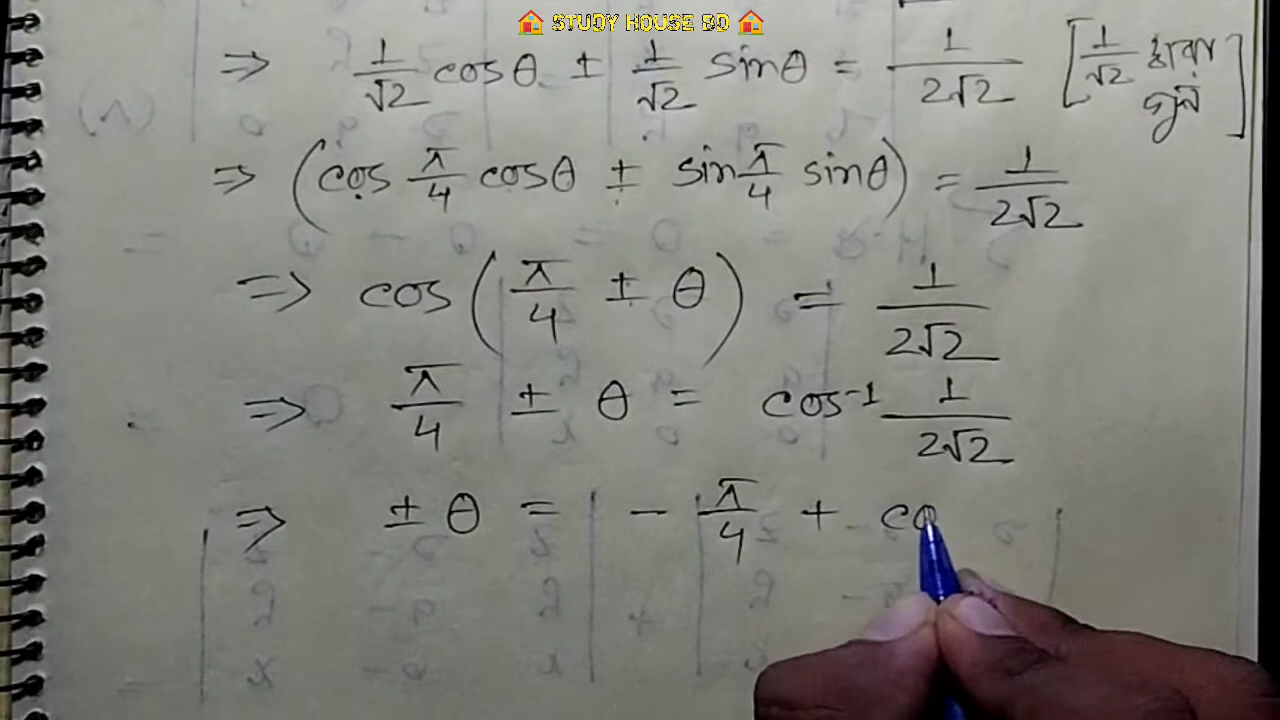 🏠 STUDY HOUSE BD 🏠
⇒ 1/√2 cosθ ± 1/√2 sinθ = 1/2√2 [1/√2 দ্বারা গুন]
⇒ (cos π/4 cosθ ± sin π/4 sinθ) = 1/2√2
⇒ cos(π/4 ± θ) = 1/2√2
⇒ π/4 ± θ = cos⁻¹ 1/2√2
⇒ ±θ = - π/4 + co